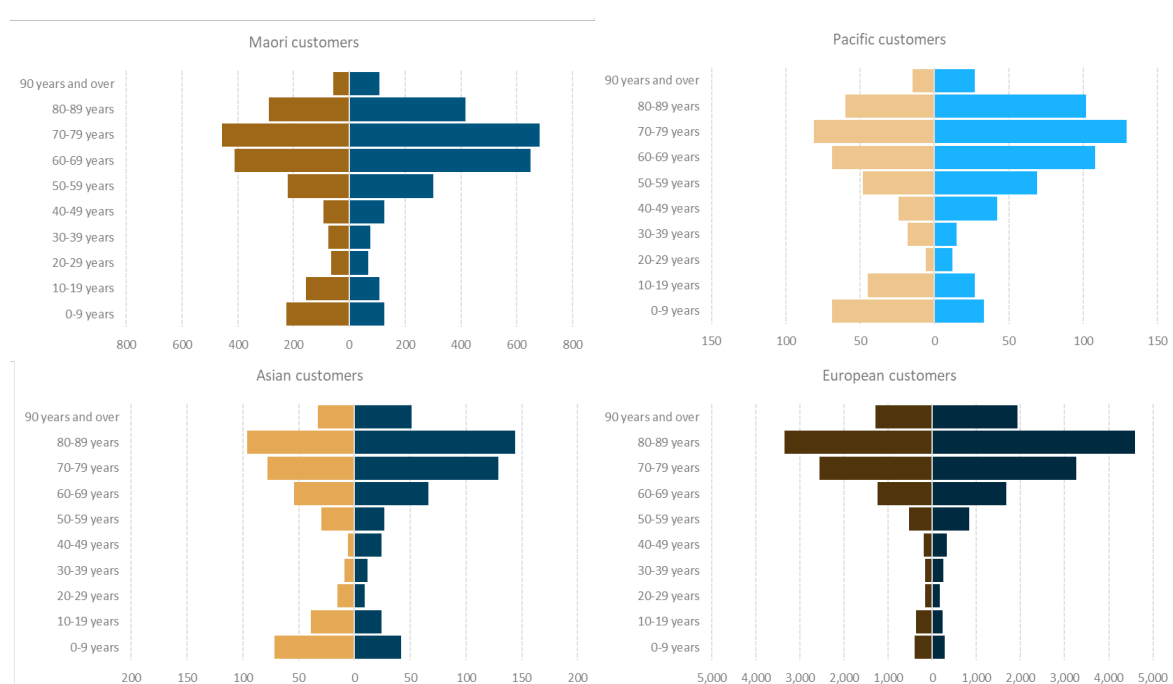 Maori customers
90 years and over
80-89 years
70-79 years
60-69 years
50-59 years
40-49 years
30-39 years
20-29 years
10-19 years
0-9 years
800 600 400 200 0 200 400 600 800
Pacific customers
90 years and over
80-89 years
70-79 years
60-69 years
50-59 years
40-49 years
30-39 years
20-29 years
10-19 years
0-9 years
150 100 50 0 50 100 150
Asian customers
90 years and over
80-89 years
70-79 years
60-69 years
50-59 years
40-49 years
30-39 years
20-29 years
10-19 years
0-9 years
200 150 100 50 0 50 100 150 200
European customers
90 years and over
80-89 years
70-79 years
60-69 years
50-59 years
40-49 years
30-39 years
20-29 years
10-19 years
0-9 years
5,000 4,000 3,000 2,000 1,000 0 1,000 2,000 3,000 4,000 5,000